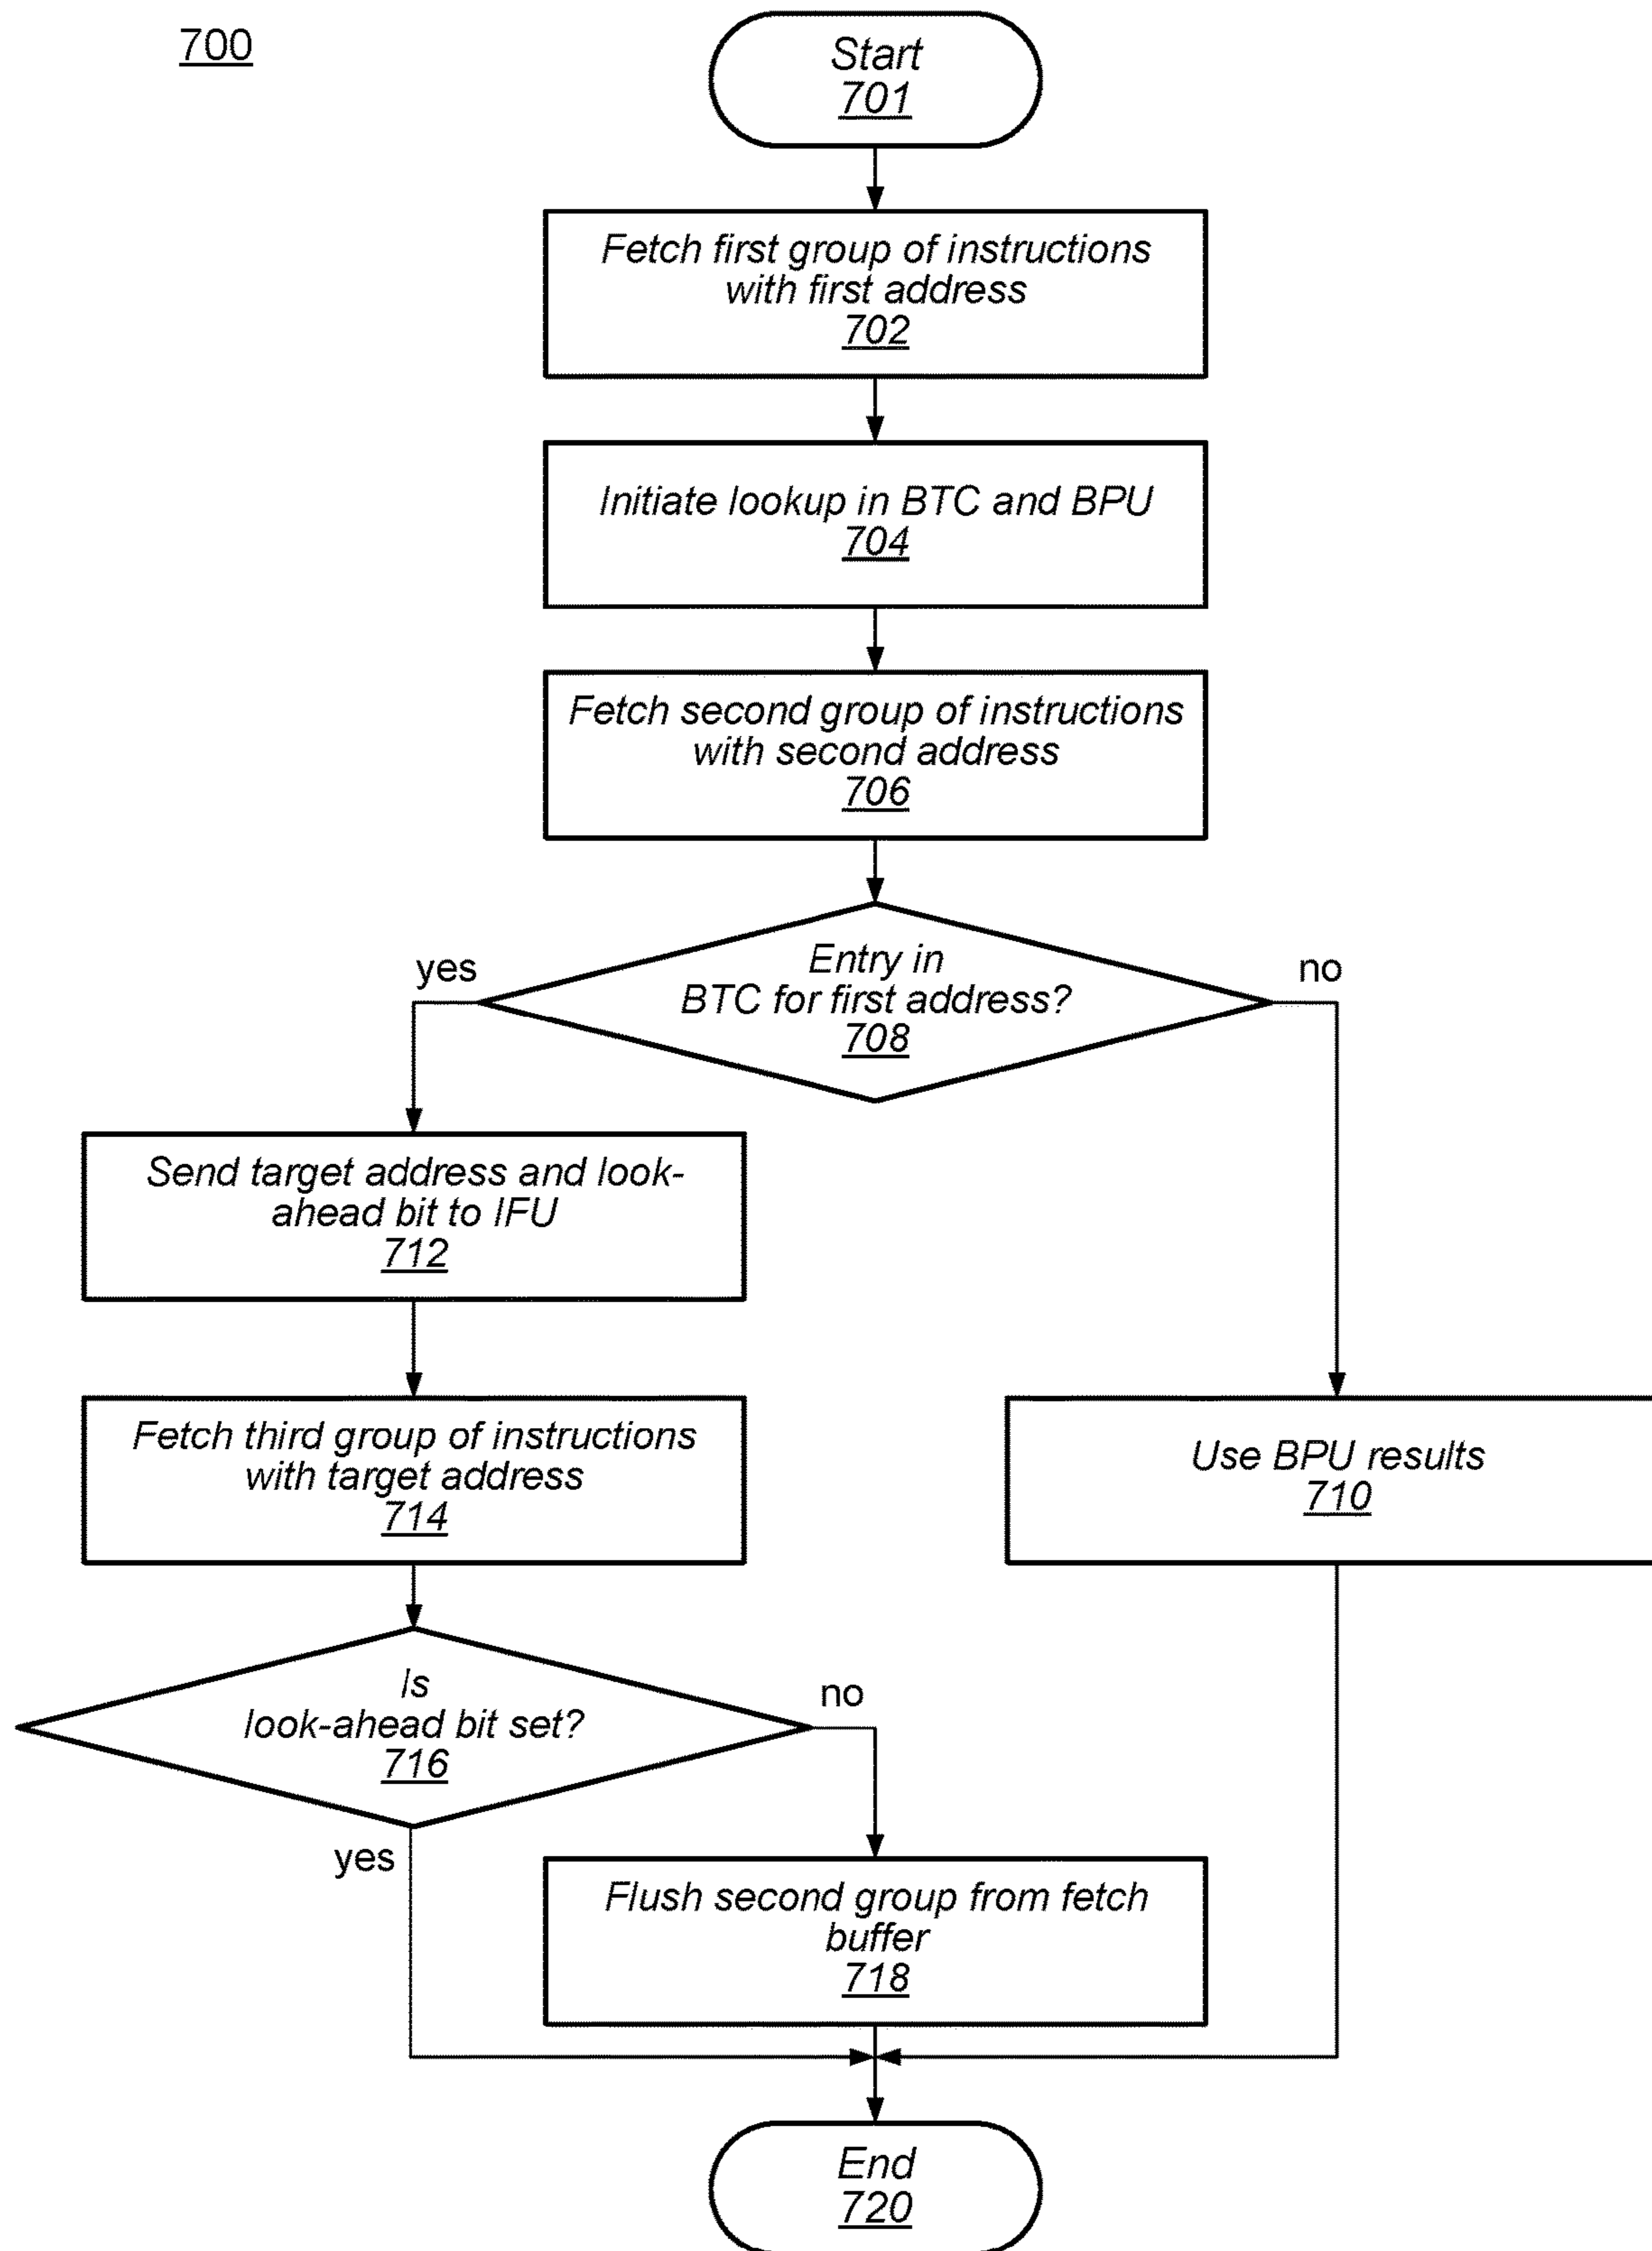 700
Start
701
Fetch first group of instructions
with first address
702
Initiate lookup in BTC and BPU
704
Fetch second group of instructions
with second address
706
yes
Entry in
BTC for first address?
708
no
Send target address and look-
ahead bit to IFU
712
Fetch third group of instructions
with target address
714
Use BPU results
710
Is
look-ahead bit set?
716
no
yes
Flush second group from fetch
buffer
718
End
720